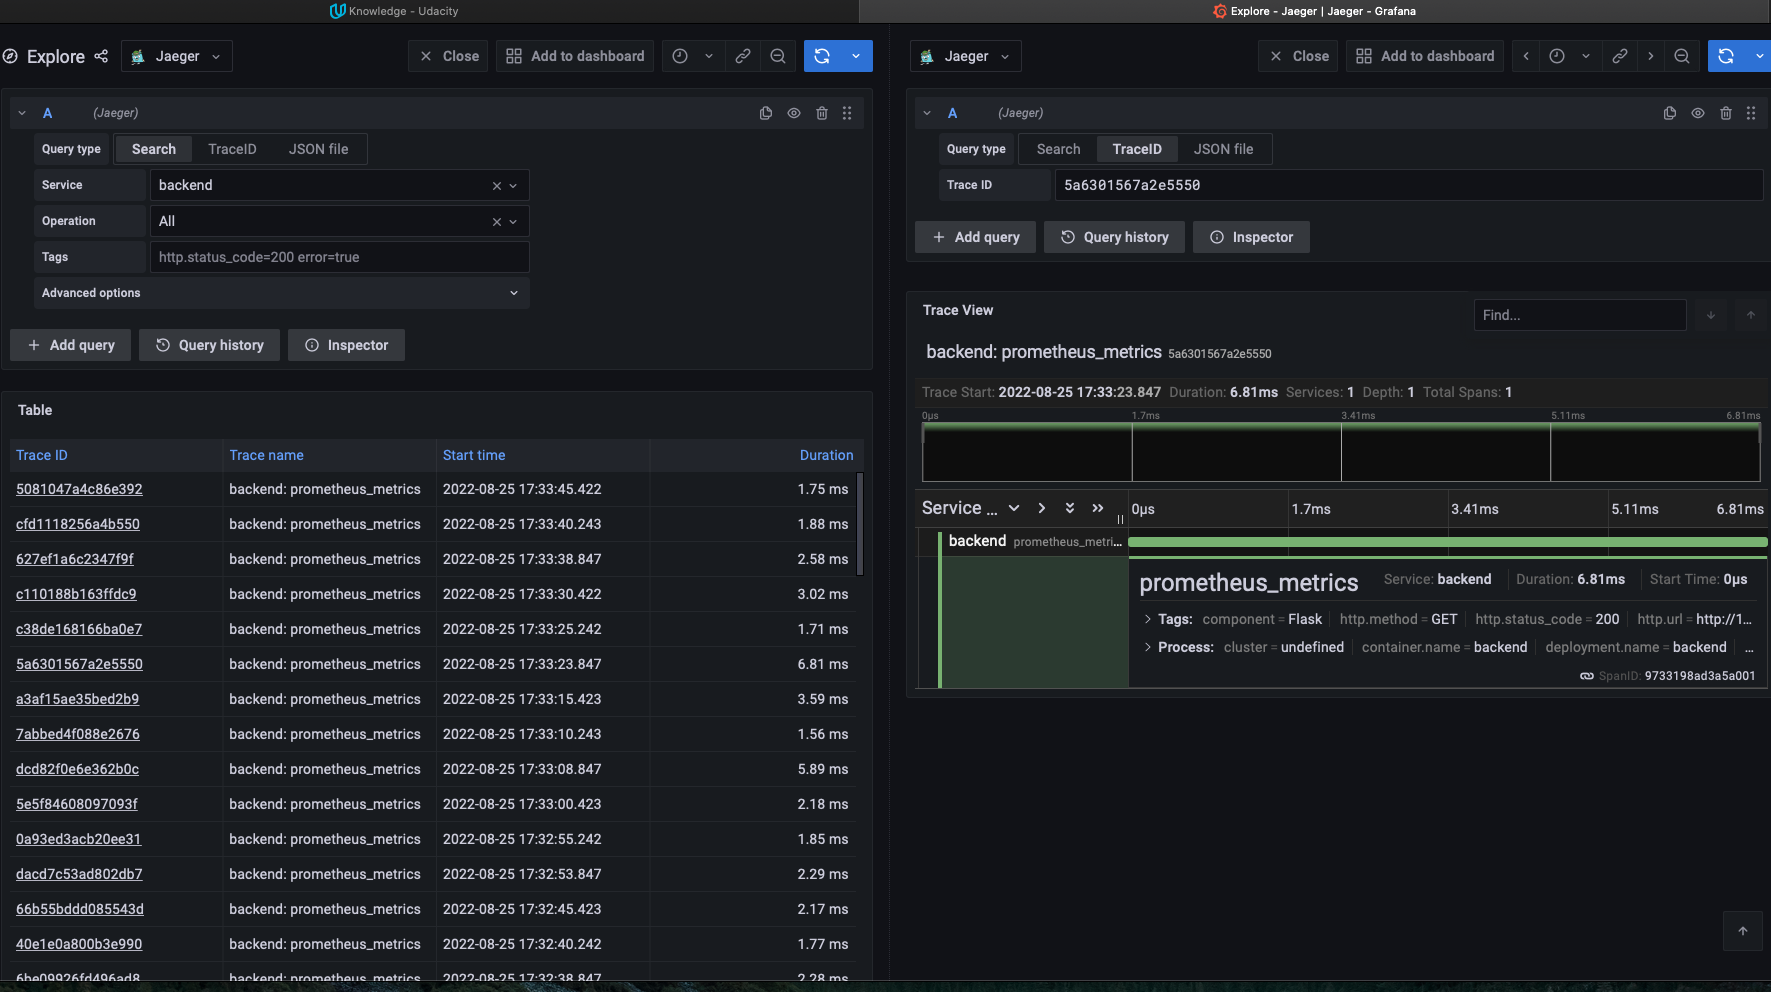 Knowledge - Udacity
Explore - Jaeger | Jaeger - Grafana
Explore Jaeger Close Add to dashboard
A (Jaeger)
Query type Search TraceID JSON file
Service backend
Operation All
Tags http.status_code=200 error=true
Advanced options
+ Add query Query history Inspector
Table
Trace ID Trace name Start time Duration
5081047a4c86e392 backend: prometheus_metrics 2022-08-25 17:33:45.422 1.75 ms
cfd1118256a4b550 backend: prometheus_metrics 2022-08-25 17:33:40.243 1.88 ms
627ef1a6c2347f9f backend: prometheus_metrics 2022-08-25 17:33:38.847 2.58 ms
c110188b163ffdc9 backend: prometheus_metrics 2022-08-25 17:33:30.422 3.02 ms
c38de168166ba0e7 backend: prometheus_metrics 2022-08-25 17:33:25.242 1.71 ms
5a6301567a2e5550 backend: prometheus_metrics 2022-08-25 17:33:23.847 6.81 ms
a3af15ae35bed2b9 backend: prometheus_metrics 2022-08-25 17:33:15.423 3.59 ms
7abbed4f088e2676 backend: prometheus_metrics 2022-08-25 17:33:10.243 1.56 ms
dcd82f0e6e362b0c backend: prometheus_metrics 2022-08-25 17:33:08.847 5.89 ms
5e5f84608097093f backend: prometheus_metrics 2022-08-25 17:33:00.423 2.18 ms
0a93ed3acb20ee31 backend: prometheus_metrics 2022-08-25 17:32:55.242 1.85 ms
dacd7c53ad802db7 backend: prometheus_metrics 2022-08-25 17:32:53.847 2.29 ms
66b55bddd085543d backend: prometheus_metrics 2022-08-25 17:32:45.423 2.17 ms
40e1e0a800b3e990 backend: prometheus_metrics 2022-08-25 17:32:40.242 1.77 ms
6be09926fd496ad8 backend: prometheus_metrics 2022-08-25 17:32:38.847 2.28 ms
Jaeger Close Add to dashboard
A (Jaeger)
Query type Search TraceID JSON file
Trace ID 5a6301567a2e5550
+ Add query Query history Inspector
Trace View Find...
backend: prometheus_metrics 5a6301567a2e5550
Trace Start: 2022-08-25 17:33:23.847 Duration: 6.81ms Services: 1 Depth: 1 Total Spans: 1
0μs 1.7ms 3.41ms 5.11ms 6.81ms
Service ... 0μs 1.7ms 3.41ms 5.11ms 6.81ms
backend prometheus_metri...
prometheus_metrics Service: backend Duration: 6.81ms Start Time: 0μs
Tags: component = Flask http.method = GET http.status_code = 200 http.url = http://1...
Process: cluster = undefined container.name = backend deployment.name = backend ...
SpanID: 9733198ad3a5a001